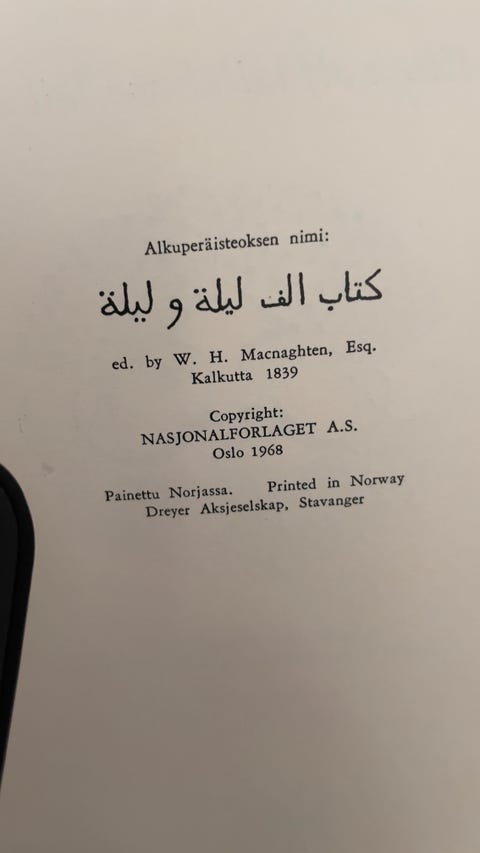 Alkuperäisteoksen nimi:
كتاب الف ليلة و ليلة
ed. by W. H. Macnaghten, Esq.
Kalkutta 1839
Copyright:
NASJONALFORLAGET A.S.
Oslo 1968
Painettu Norjassa. Printed in Norway
Dreyer Aksjeselskap, Stavanger